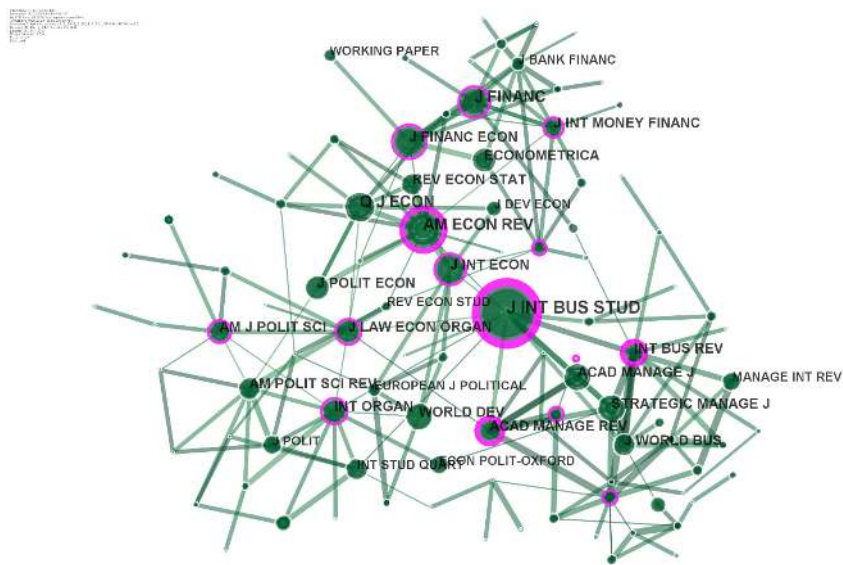 WORKING PAPER
J BANK FINANC
J FINANC
J INT MONEY FINANC
J FINANC ECON
ECONOMETRICA
REV ECON STAT
Q J ECON
J DEV ECON
AM ECON REV
J INT ECON
J POLIT ECON
REV ECON STUD
J INT BUS STUD
AM J POLIT SCI
J LAW ECON ORGAN
INT BUS REV
ACAD MANAGE J
MANAGE INT REV
AM POLIT SCI REV
EUROPEAN J POLITICAL
STRATEGIC MANAGE J
INT ORGAN
WORLD DEV
ACAD MANAGE REV
J POLIT
J WORLD BUS
INT STUD QUART
ECON POLIT-OXFORD